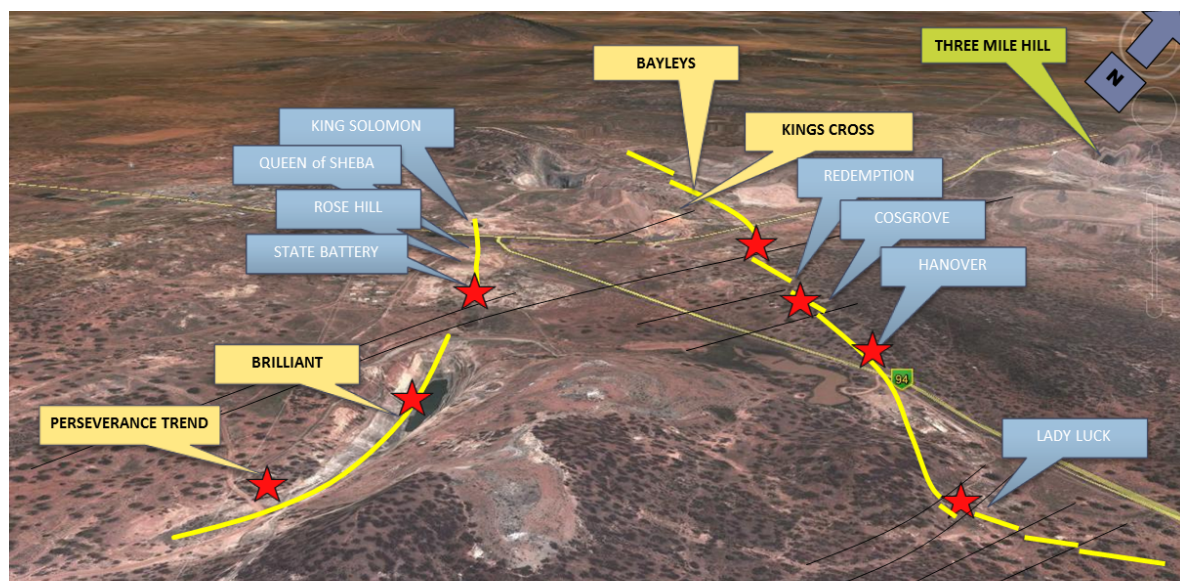 THREE MILE HILL
N
BAYLEYS
KING SOLOMON
KINGS CROSS
QUEEN of SHEBA
REDEMPTION
ROSE HILL
COSGROVE
STATE BATTERY
HANOVER
BRILLIANT
94
PERSEVERANCE TREND
LADY LUCK